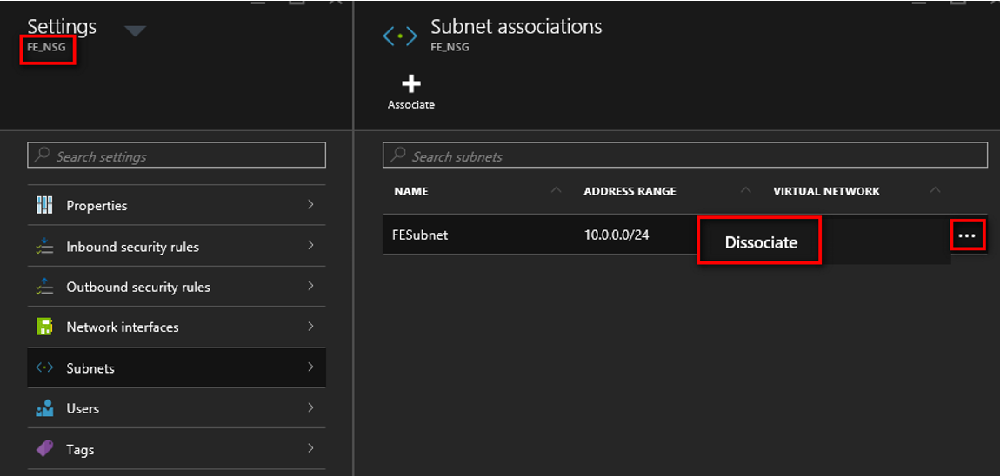 Settings
FE_NSG
Search settings
Properties
Inbound security rules
Outbound security rules
Network interfaces
Subnets
Users
Tags
Subnet associations
FE_NSG
Associate
Search subnets
NAME ADDRESS RANGE VIRTUAL NETWORK
FESubnet 10.0.0.0/24 Dissociate ...